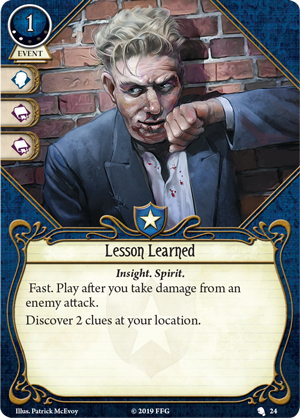 1
EVENT
Lesson Learned
Insight. Spirit.
Fast. Play after you take damage from an
enemy attack.
Discover 2 clues at your location.
Illus. Patrick McEvoy
© 2019 FFG
24